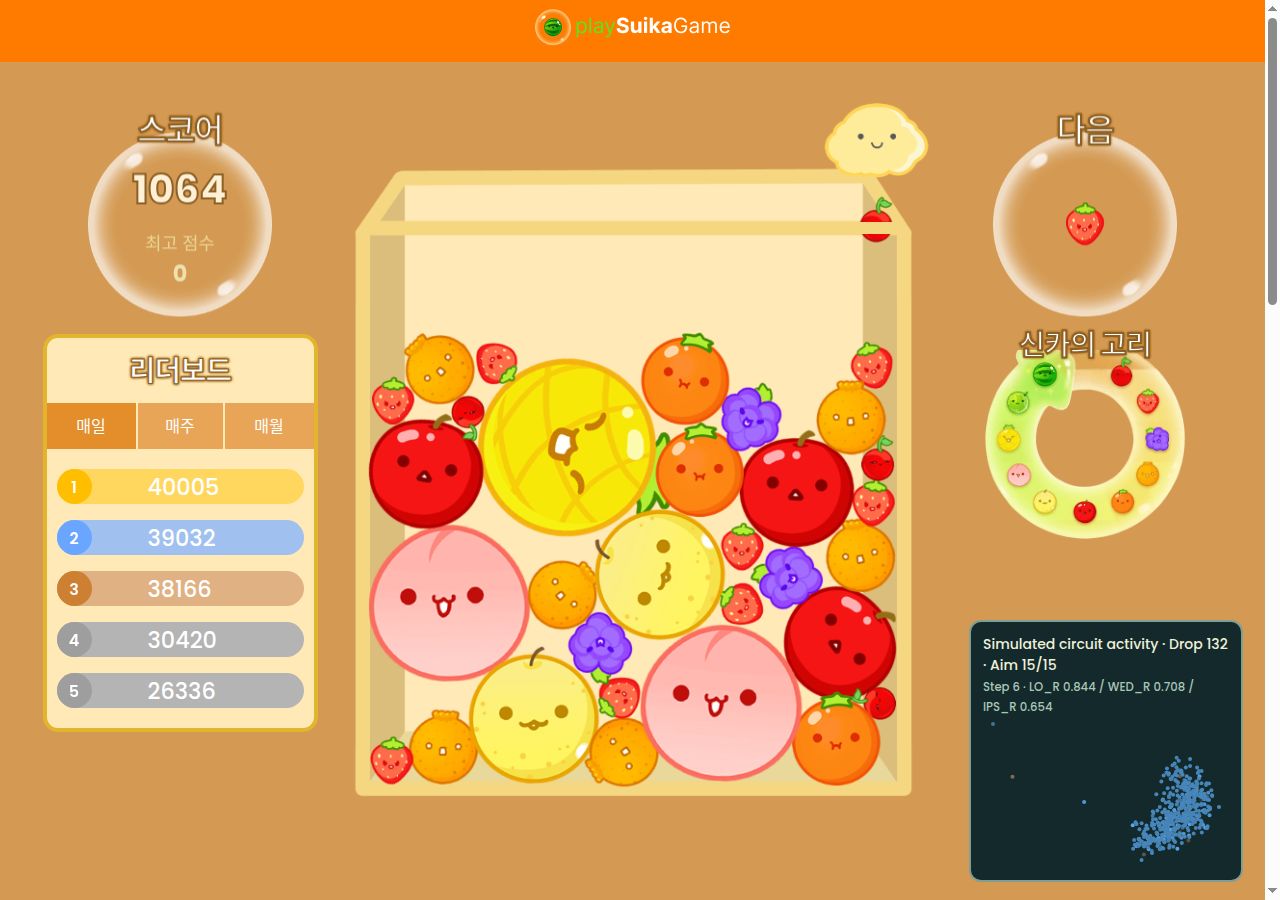 playSuikaGame
스코어
1064
최고 점수
0
리더보드
매일 매주 매월
1 40005
2 39032
3 38166
4 30420
5 26336
다음
신카의 고리
Simulated circuit activity · Drop 132
· Aim 15/15
Step 6 · LO_R 0.844 / WED_R 0.708 /
IPS_R 0.654